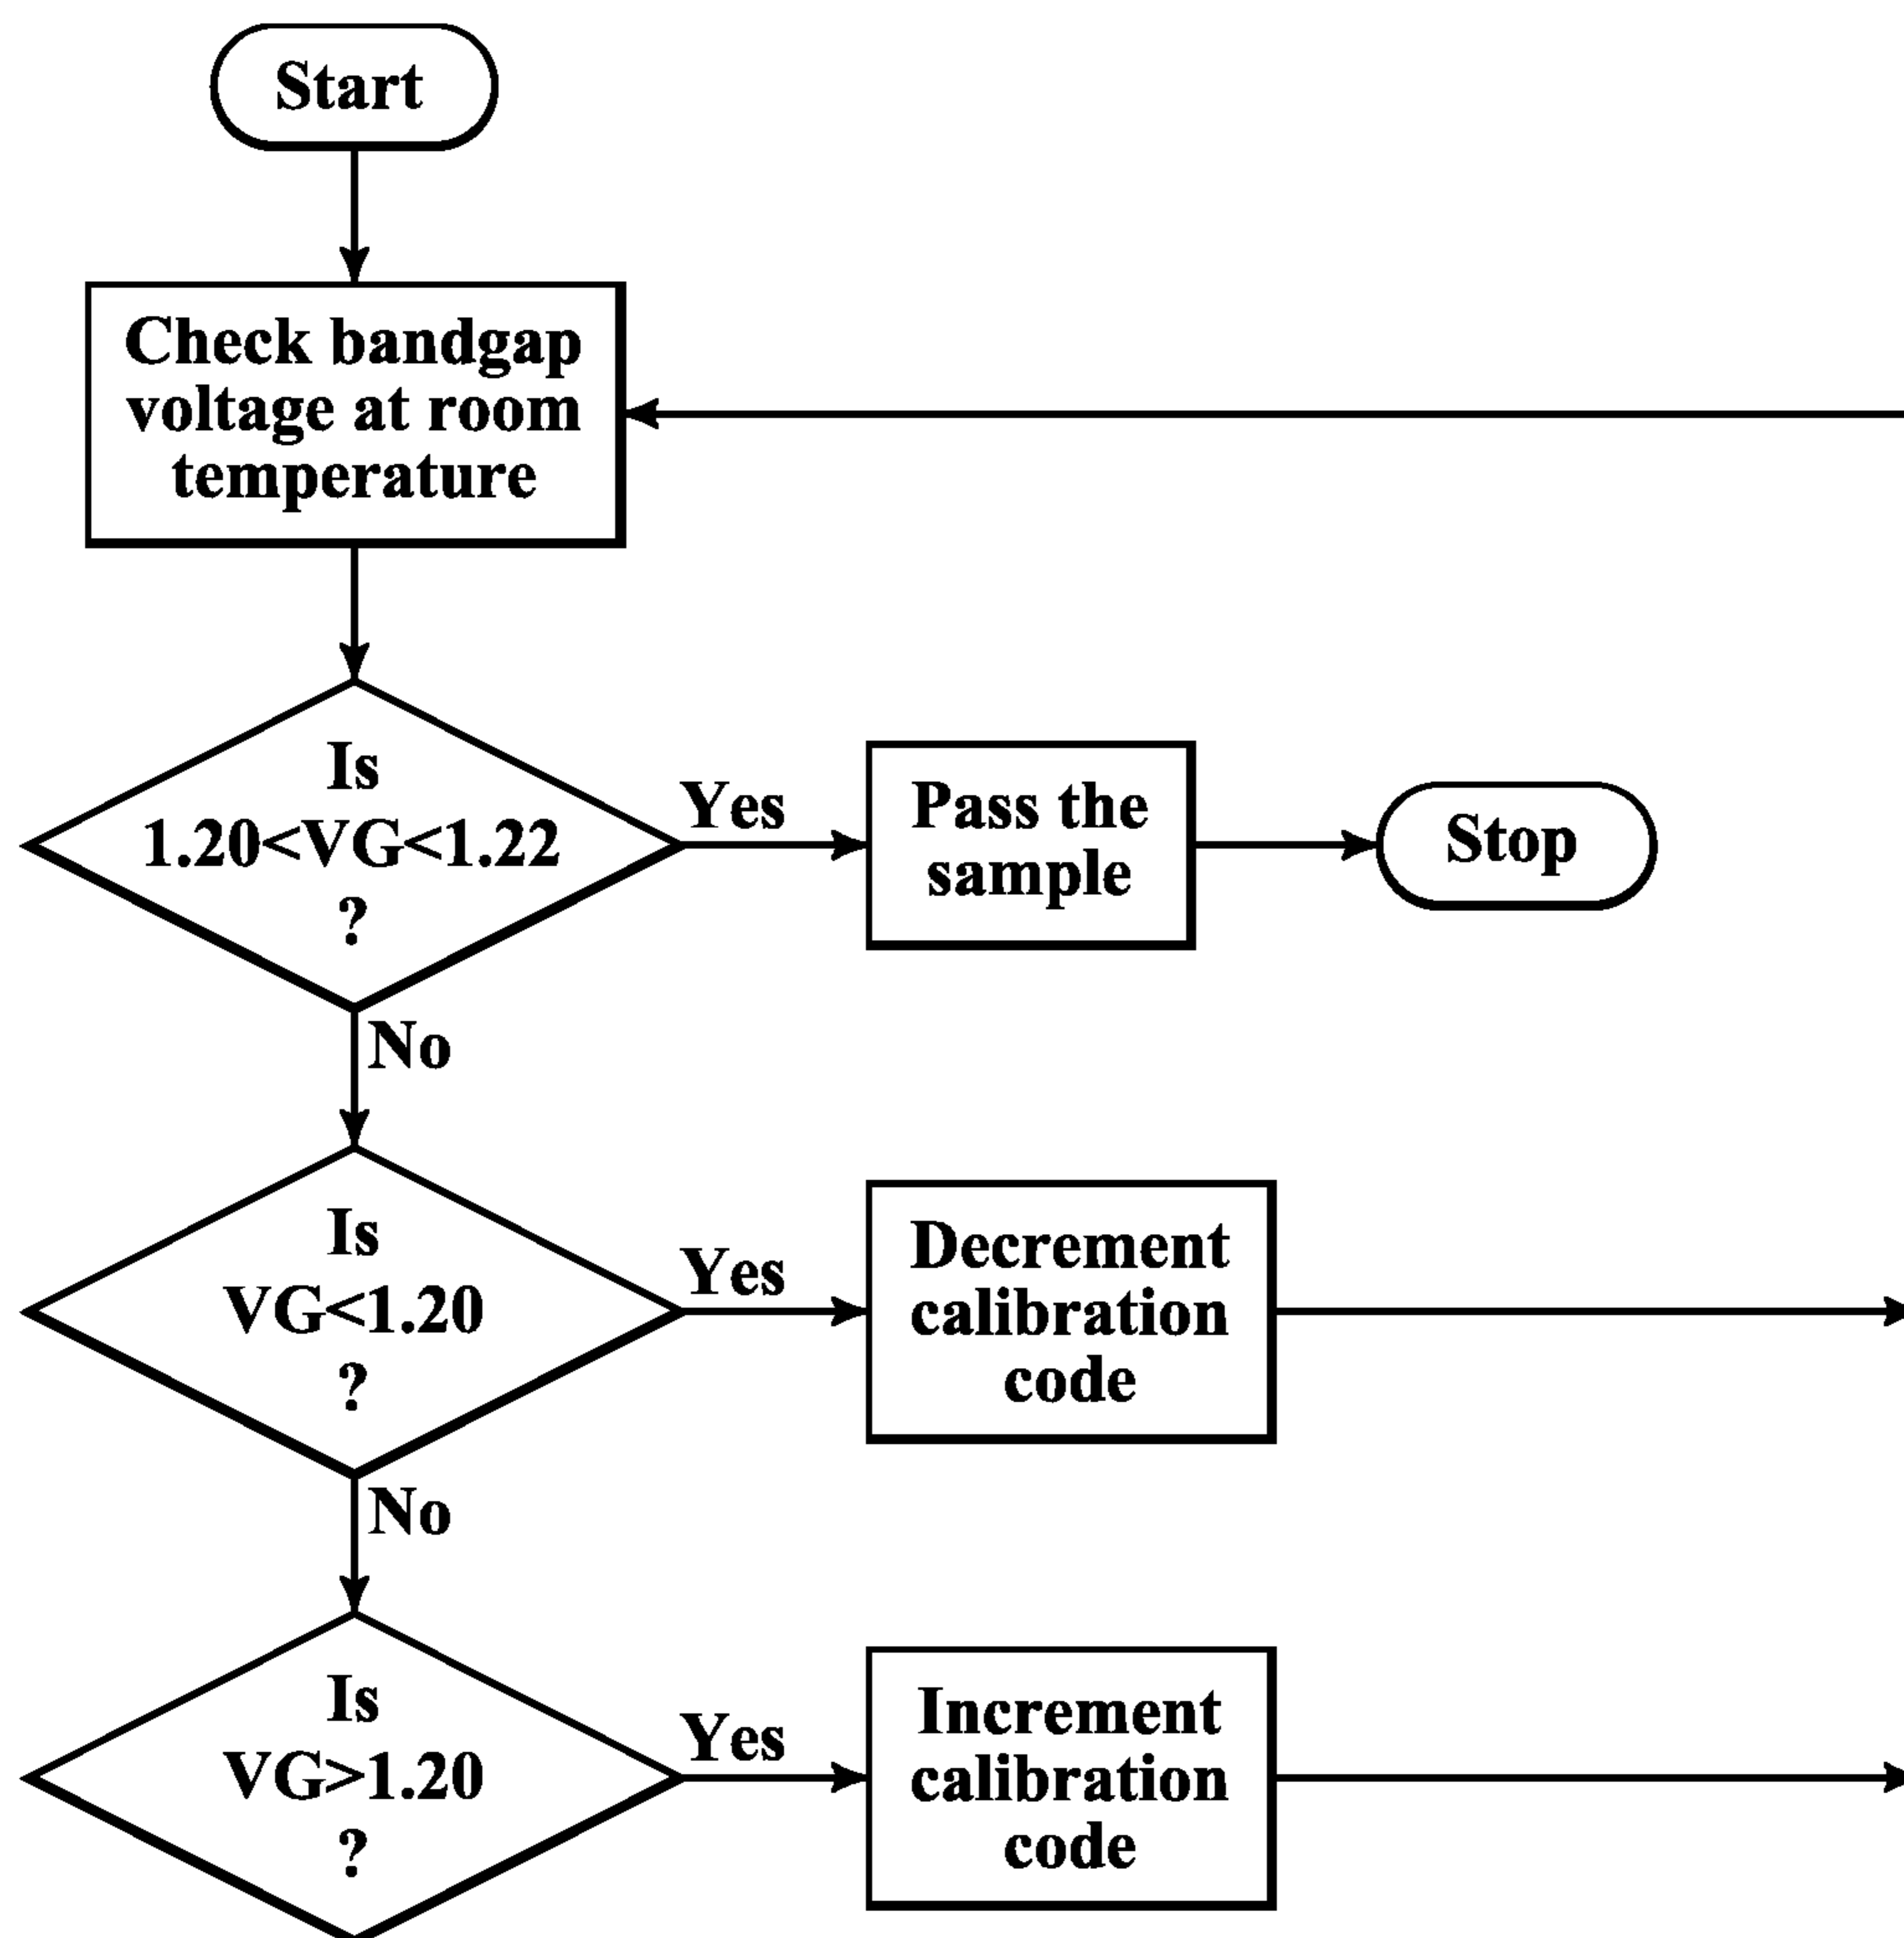 Start
Check bandgap
voltage at room
temperature
Is
1.20<VG<1.22
?
Yes
Pass the
sample
Stop
No
Is
VG<1.20
?
Yes
Decrement
calibration
code
No
Is
VG>1.20
?
Yes
Increment
calibration
code